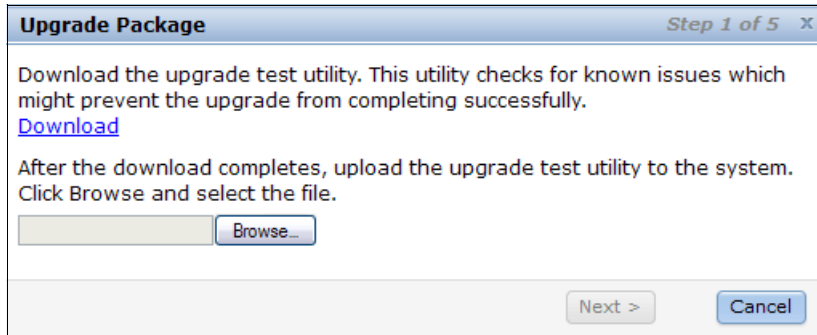 Upgrade Package Step 1 of 5 x
Download the upgrade test utility. This utility checks for known issues which
might prevent the upgrade from completing successfully.
Download
After the download completes, upload the upgrade test utility to the system.
Click Browse and select the file.
Browse...
Next > Cancel